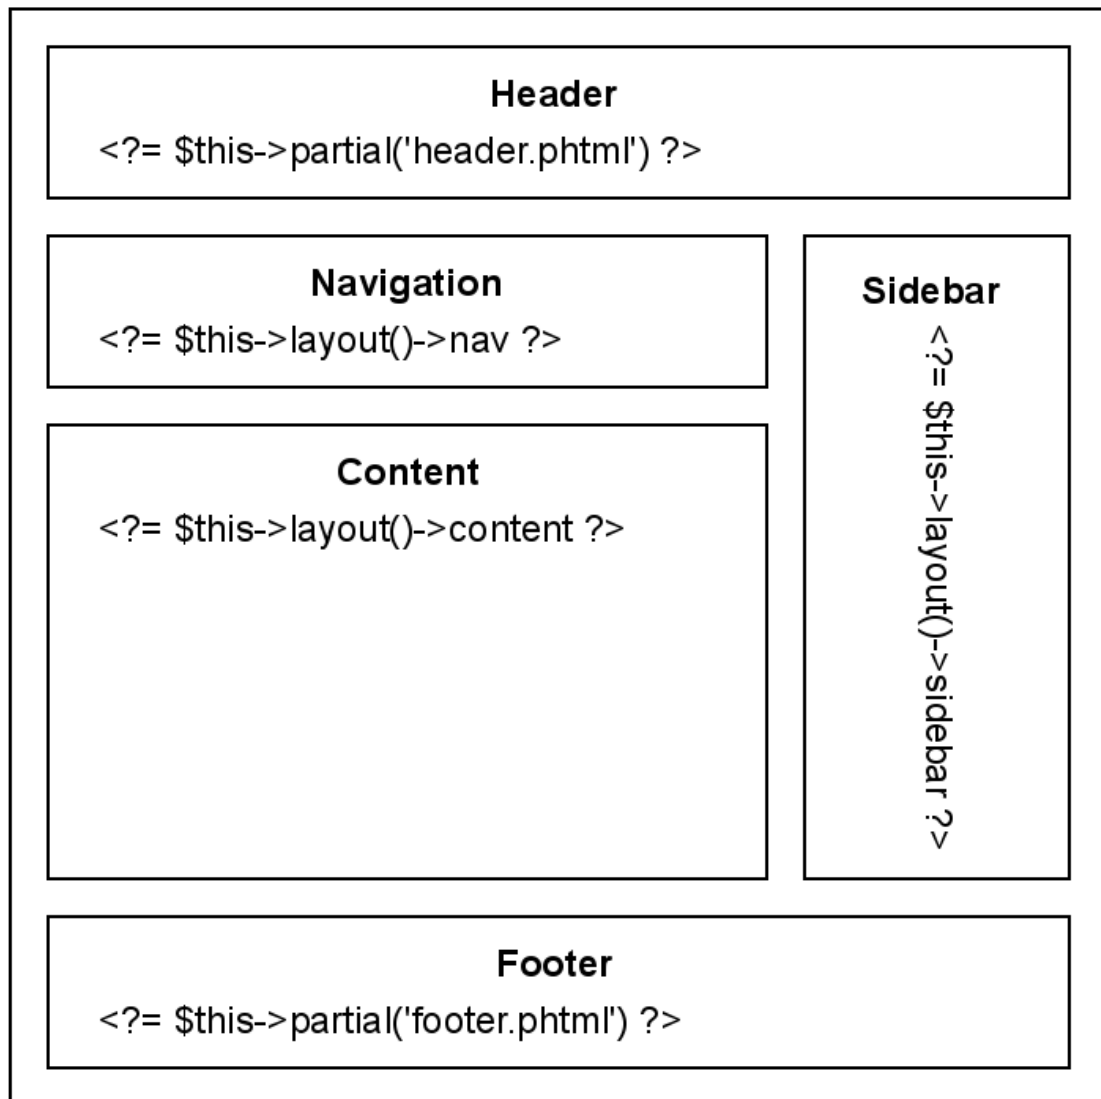 Header
<?= $this->partial('header.phtml') ?>
Navigation
<?= $this->layout()->nav ?>
Sidebar
<?= $this->layout()->sidebar ?>
Content
<?= $this->layout()->content ?>
Footer
<?= $this->partial('footer.phtml') ?>